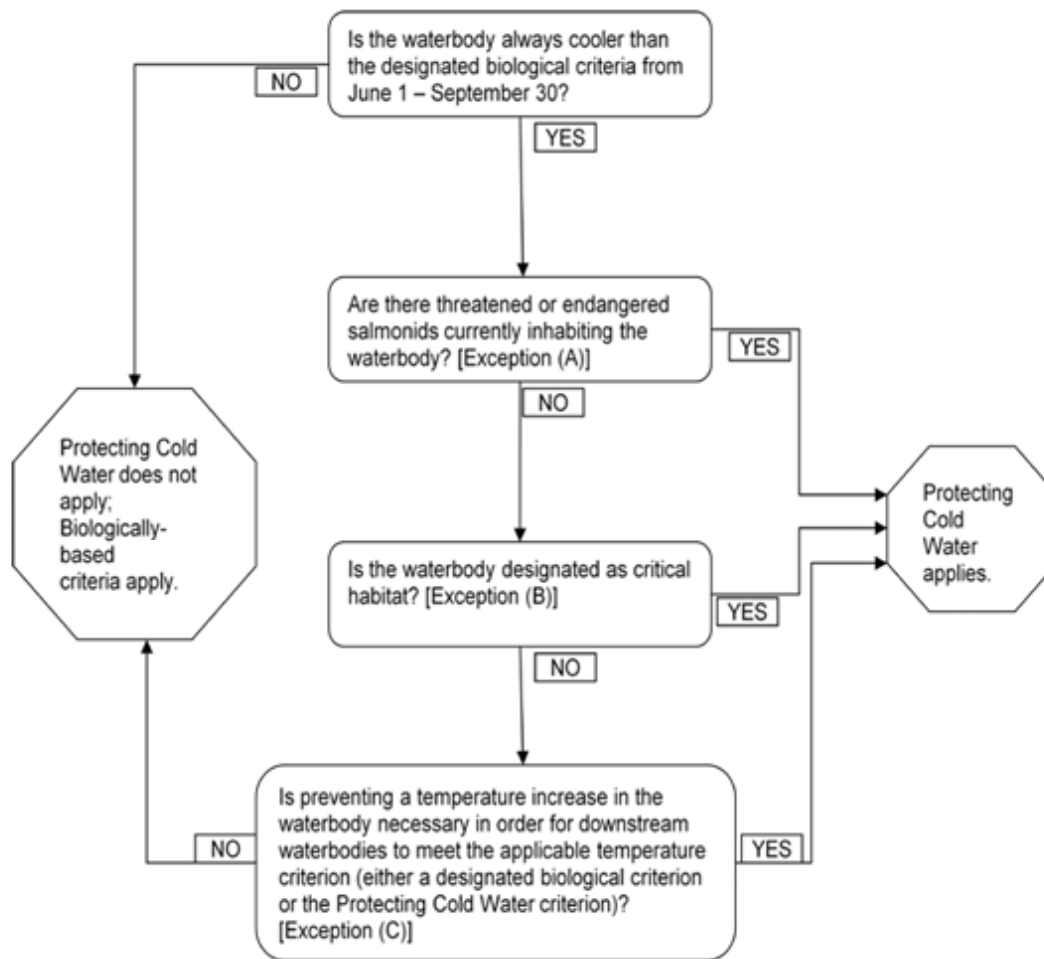 Is the waterbody always cooler than
the designated biological criteria from
June 1 – September 30?
NO
YES
Are there threatened or endangered
salmonids currently inhabiting the
waterbody? [Exception (A)]
YES
NO
Protecting Cold
Water does not
apply;
Biologically-
based
criteria apply.
Protecting
Cold
Water
applies.
Is the waterbody designated as critical
habitat? [Exception (B)]
YES
NO
Is preventing a temperature increase in the
waterbody necessary in order for downstream
waterbodies to meet the applicable temperature
criterion (either a designated biological criterion
or the Protecting Cold Water criterion)?
[Exception (C)]
NO
YES